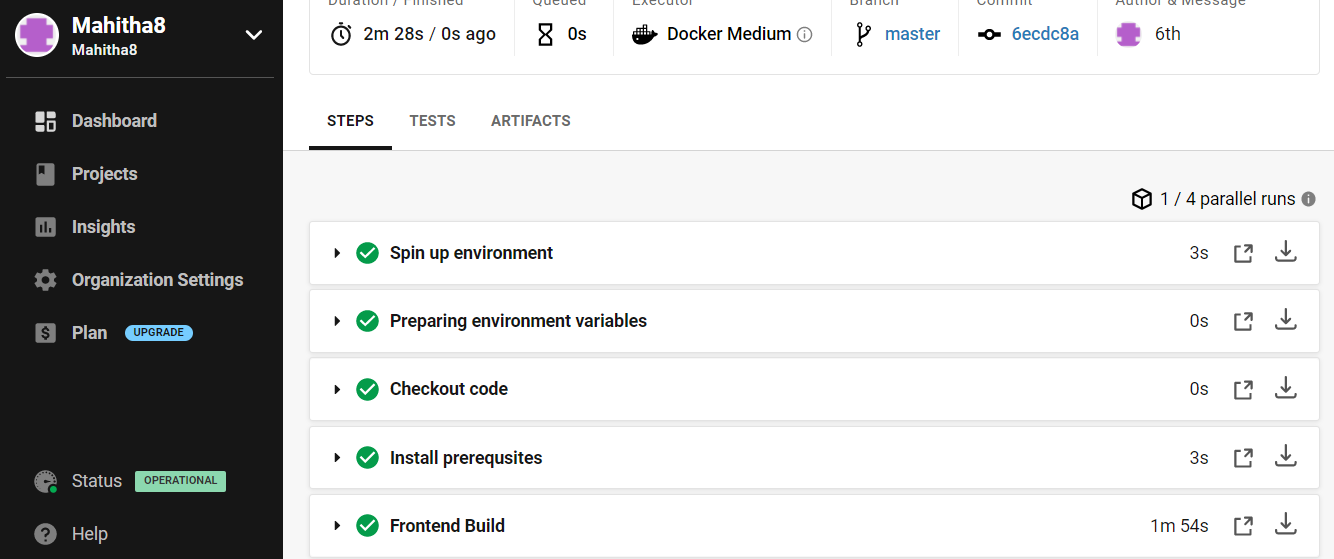 Mahitha8
Mahitha8
Dashboard
Projects
Insights
Organization Settings
Plan UPGRADE
Status OPERATIONAL
Help
Duration / Finished Queued Executor Branch Commit Author & Message
2m 28s / 0s ago 0s Docker Medium master 6ecdc8a 6th
STEPS TESTS ARTIFACTS
1 / 4 parallel runs
Spin up environment 3s
Preparing environment variables 0s
Checkout code 0s
Install prerequsites 3s
Frontend Build 1m 54s